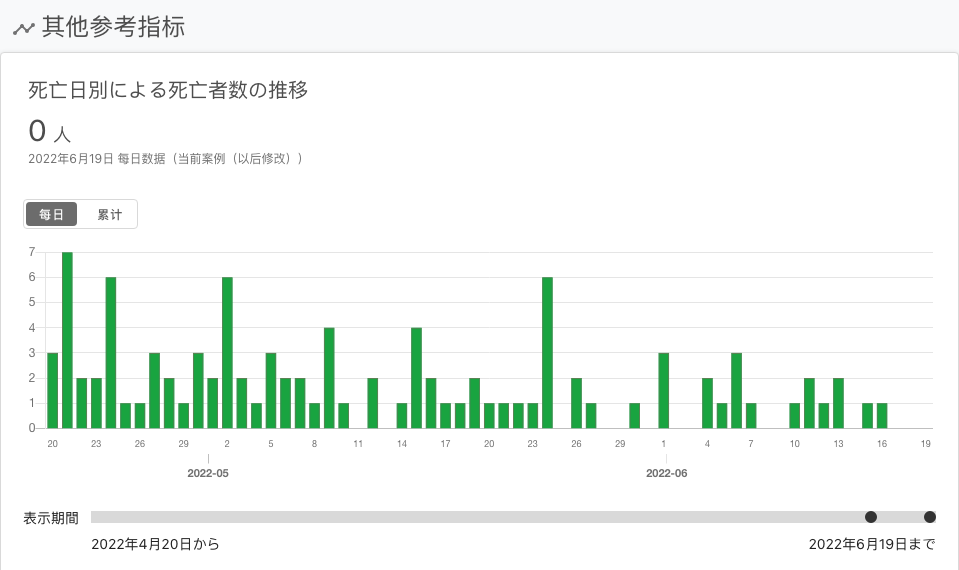 其他参考指标
死亡日別による死亡者数の推移
0 人
2022年6月19日 每日数据（当前案例（以后修改））
每日 累计
7
6
5
4
3
2
1
0
20 23 26 29 2 5 8 11 14 17 20 23 26 29 1 4 7 10 13 16 19
2022-05 2022-06
表示期間
2022年4月20日から 2022年6月19日まで